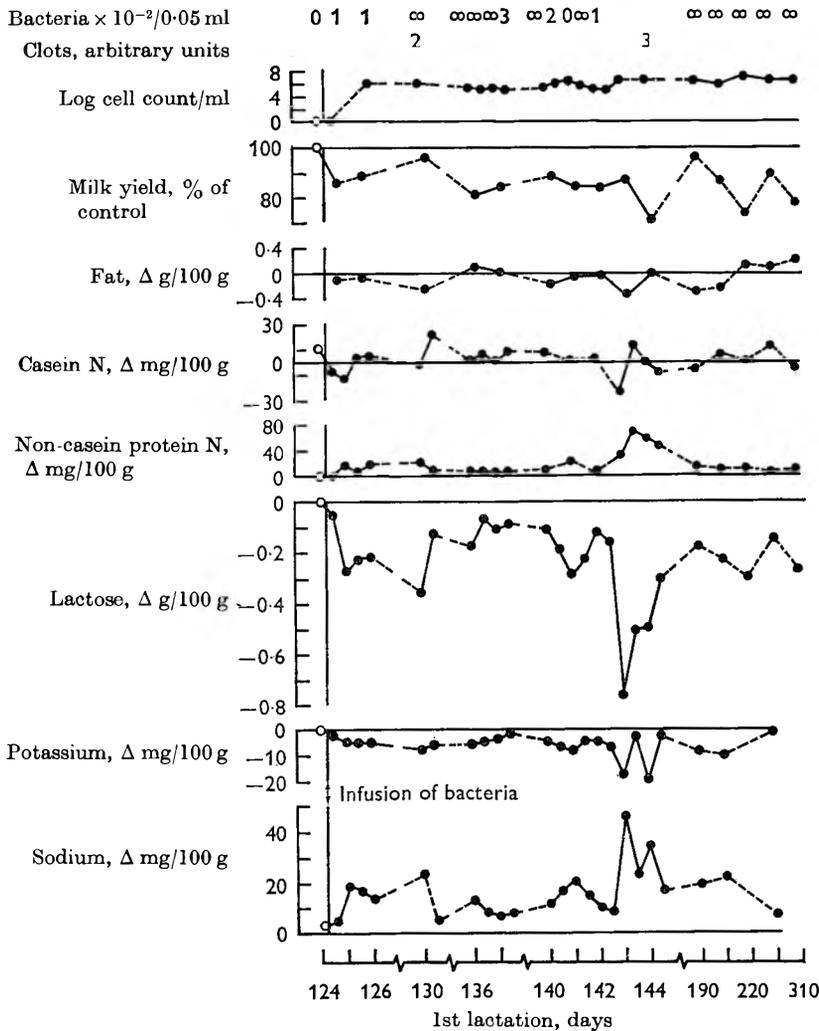 Bacteria × 10⁻²/0·05 ml 0 1 1 ∞ ∞∞∞3 ∞20∞1 ∞ ∞ ∞ ∞ ∞
Clots, arbitrary units 2 3
Log cell count/ml
8
4
0
Milk yield, % of
control
100
80
Fat, Δ g/100 g
0·4
0
—0·4
Casein N, Δ mg/100 g
30
0
—30
Non-casein protein N,
Δ mg/100 g
80
40
0
Lactose, Δ g/100 g
0
—0·2
—0·4
—0·6
—0·8
Potassium, Δ mg/100 g
0
—10
—20
Infusion of bacteria
Sodium, Δ mg/100 g
40
20
0
124 126 130 136 140 142 144 190 220 310
1st lactation, days